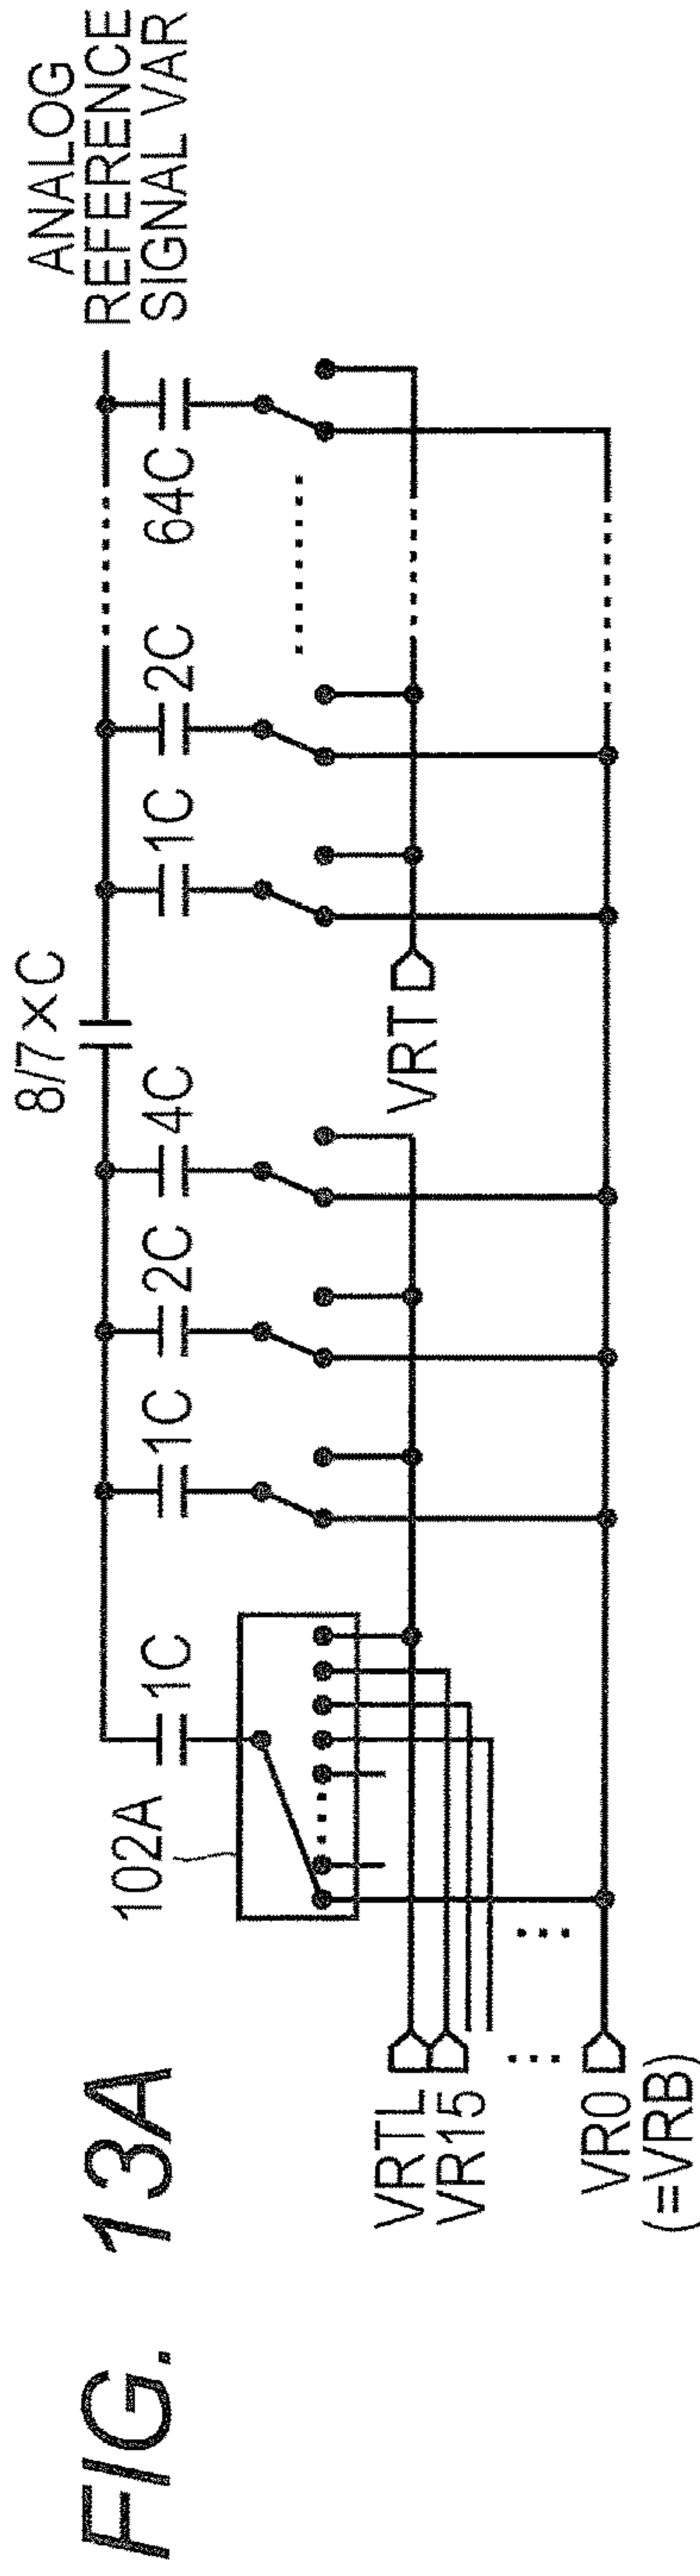 FIG. 13A
102A
1C
1C
2C
4C
8/7×C
1C
2C
64C
ANALOG
REFERENCE
SIGNAL VAR
VRTL
VR15
VR0
(=VRB)
VRT